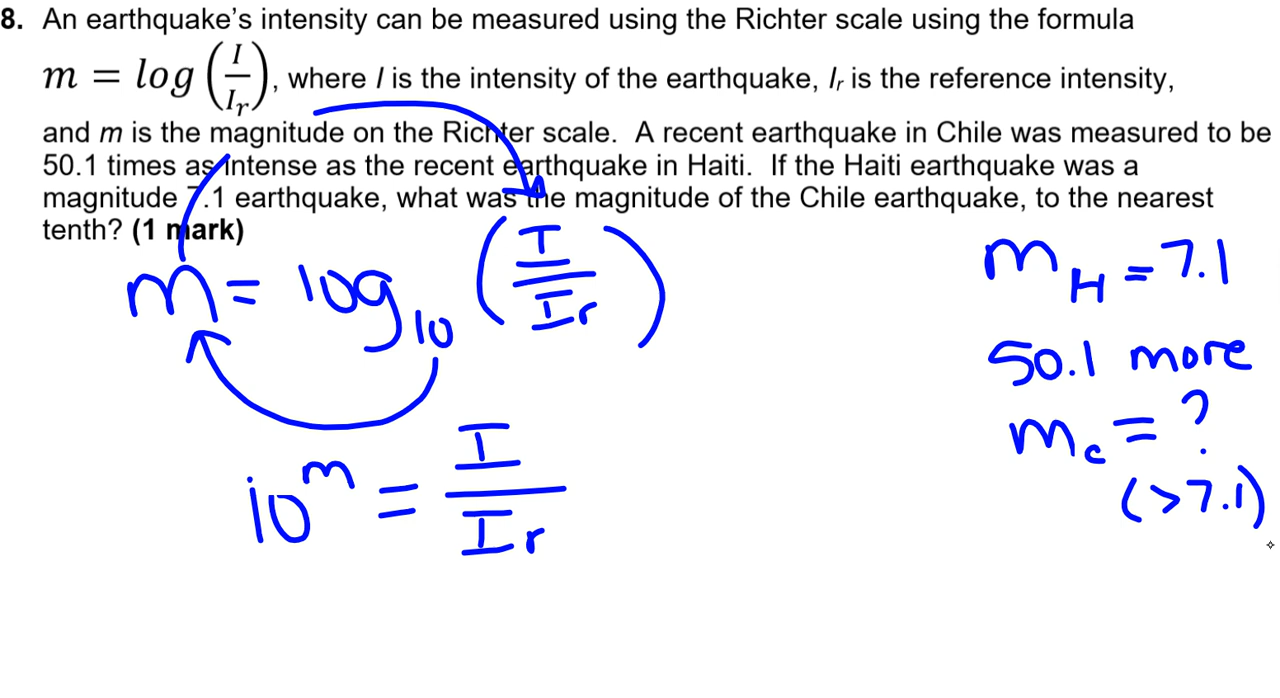 8. An earthquake's intensity can be measured using the Richter scale using the formula
m = log (I/Iᵣ), where I is the intensity of the earthquake, Iᵣ is the reference intensity,
and m is the magnitude on the Richter scale. A recent earthquake in Chile was measured to be
50.1 times as intense as the recent earthquake in Haiti. If the Haiti earthquake was a
magnitude 7.1 earthquake, what was the magnitude of the Chile earthquake, to the nearest
tenth? (1 mark)
m = log₁₀ (I/Iᵣ)
10^m = I/Iᵣ
m_H = 7.1
50.1 more
m_c = ?
(>7.1)